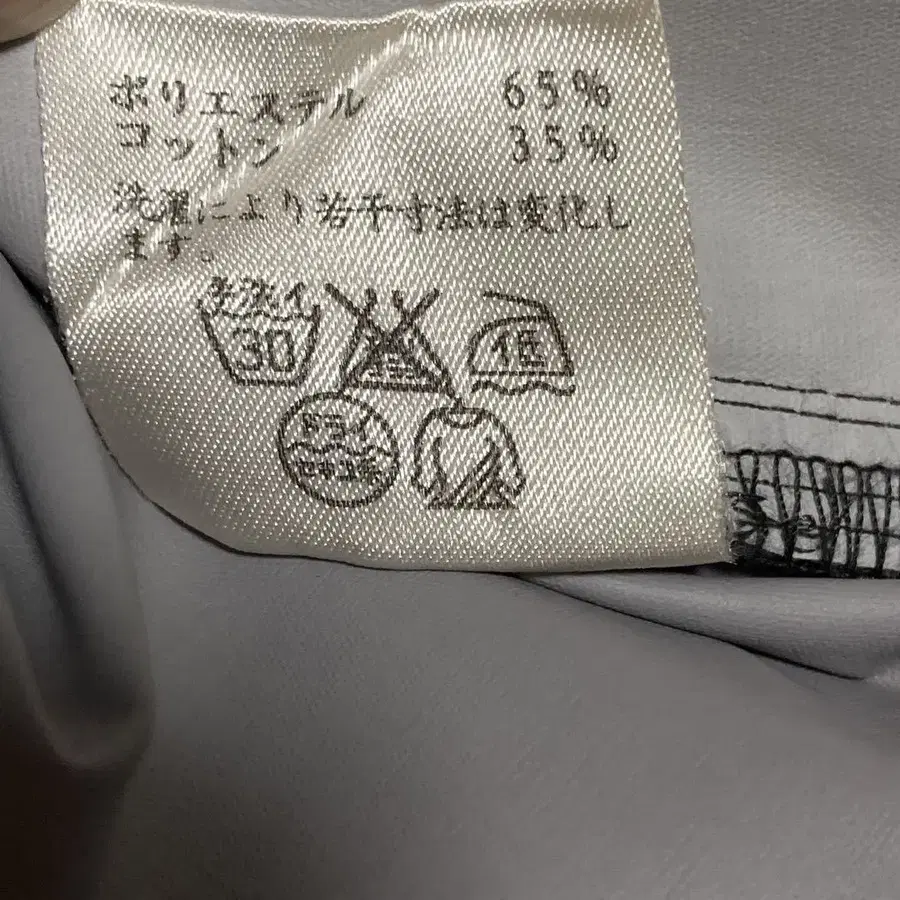 ポリエステル 65%
コットン 35%
洗濯により若干寸法は変化し
ます。
手洗イ
30
低
ドライ
セキユ系